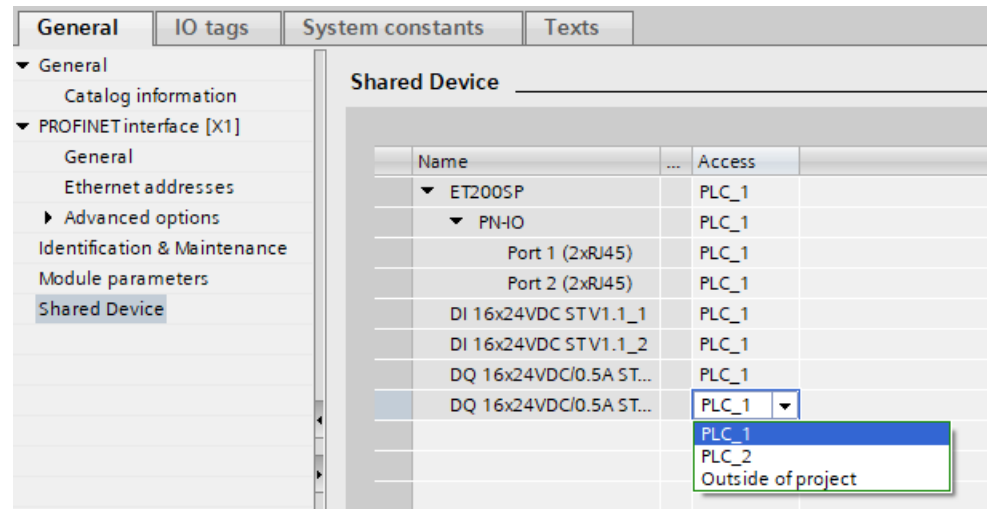 General IO tags System constants Texts
General
Catalog information
PROFINET interface [X1]
General
Ethernet addresses
Advanced options
Identification & Maintenance
Module parameters
Shared Device
Shared Device
Name ... Access
ET200SP PLC_1
PN-IO PLC_1
Port 1 (2xRJ45) PLC_1
Port 2 (2xRJ45) PLC_1
DI 16x24VDC ST V1.1_1 PLC_1
DI 16x24VDC ST V1.1_2 PLC_1
DQ 16x24VDC/0.5A ST... PLC_1
DQ 16x24VDC/0.5A ST... PLC_1
PLC_1
PLC_2
Outside of project